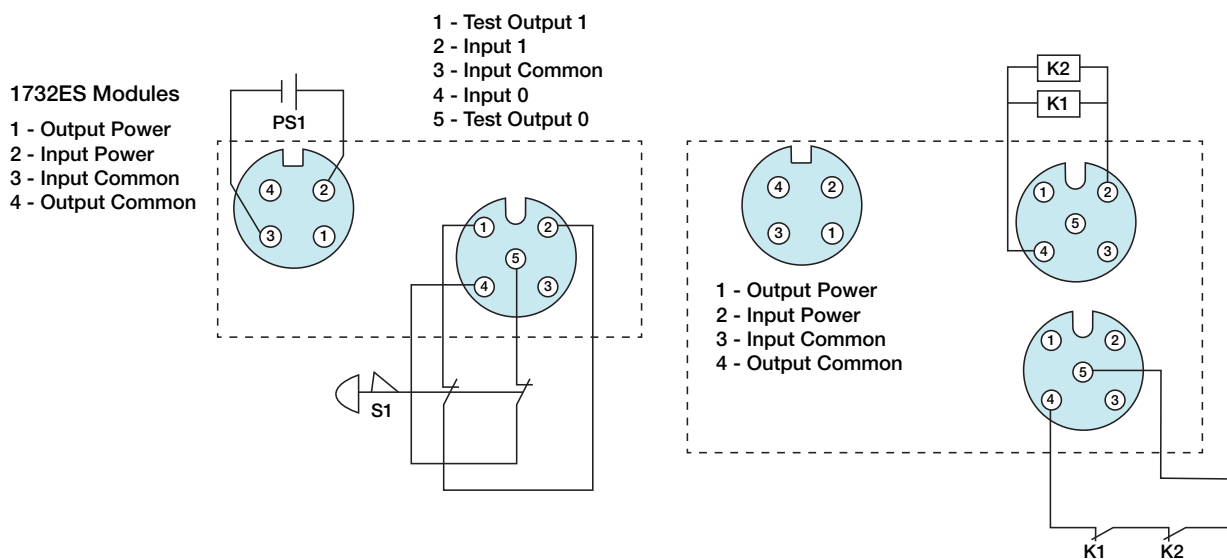 1732ES Modules
1 - Output Power
2 - Input Power
3 - Input Common
4 - Output Common
PS1
1 - Test Output 1
2 - Input 1
3 - Input Common
4 - Input 0
5 - Test Output 0
4
2
3
1
1
2
5
4
3
S1
K2
K1
4
2
3
1
1 - Output Power
2 - Input Power
3 - Input Common
4 - Output Common
1
2
5
4
3
1
2
5
4
3
K1
K2